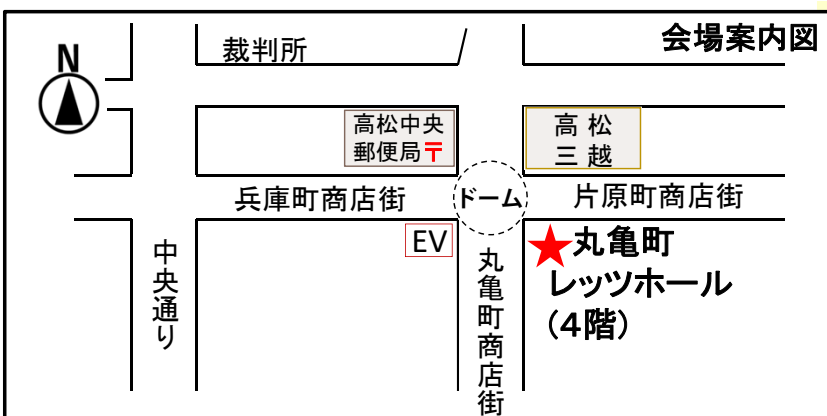 会場案内図
N
裁判所
高松中央
郵便局〒
高松
三越
兵庫町商店街
ドーム
片原町商店街
EV
中央通り
丸亀町商店街
★丸亀町
レッツホール
(4階)